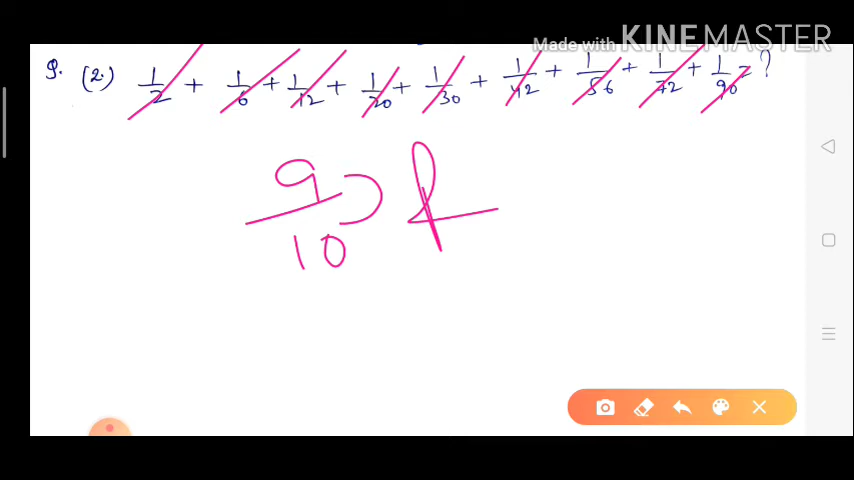 Made with KINEMASTER
Q. (2.) 1/2 + 1/6 + 1/12 + 1/20 + 1/30 + 1/42 + 1/56 + 1/72 + 1/90 = ?
9/10